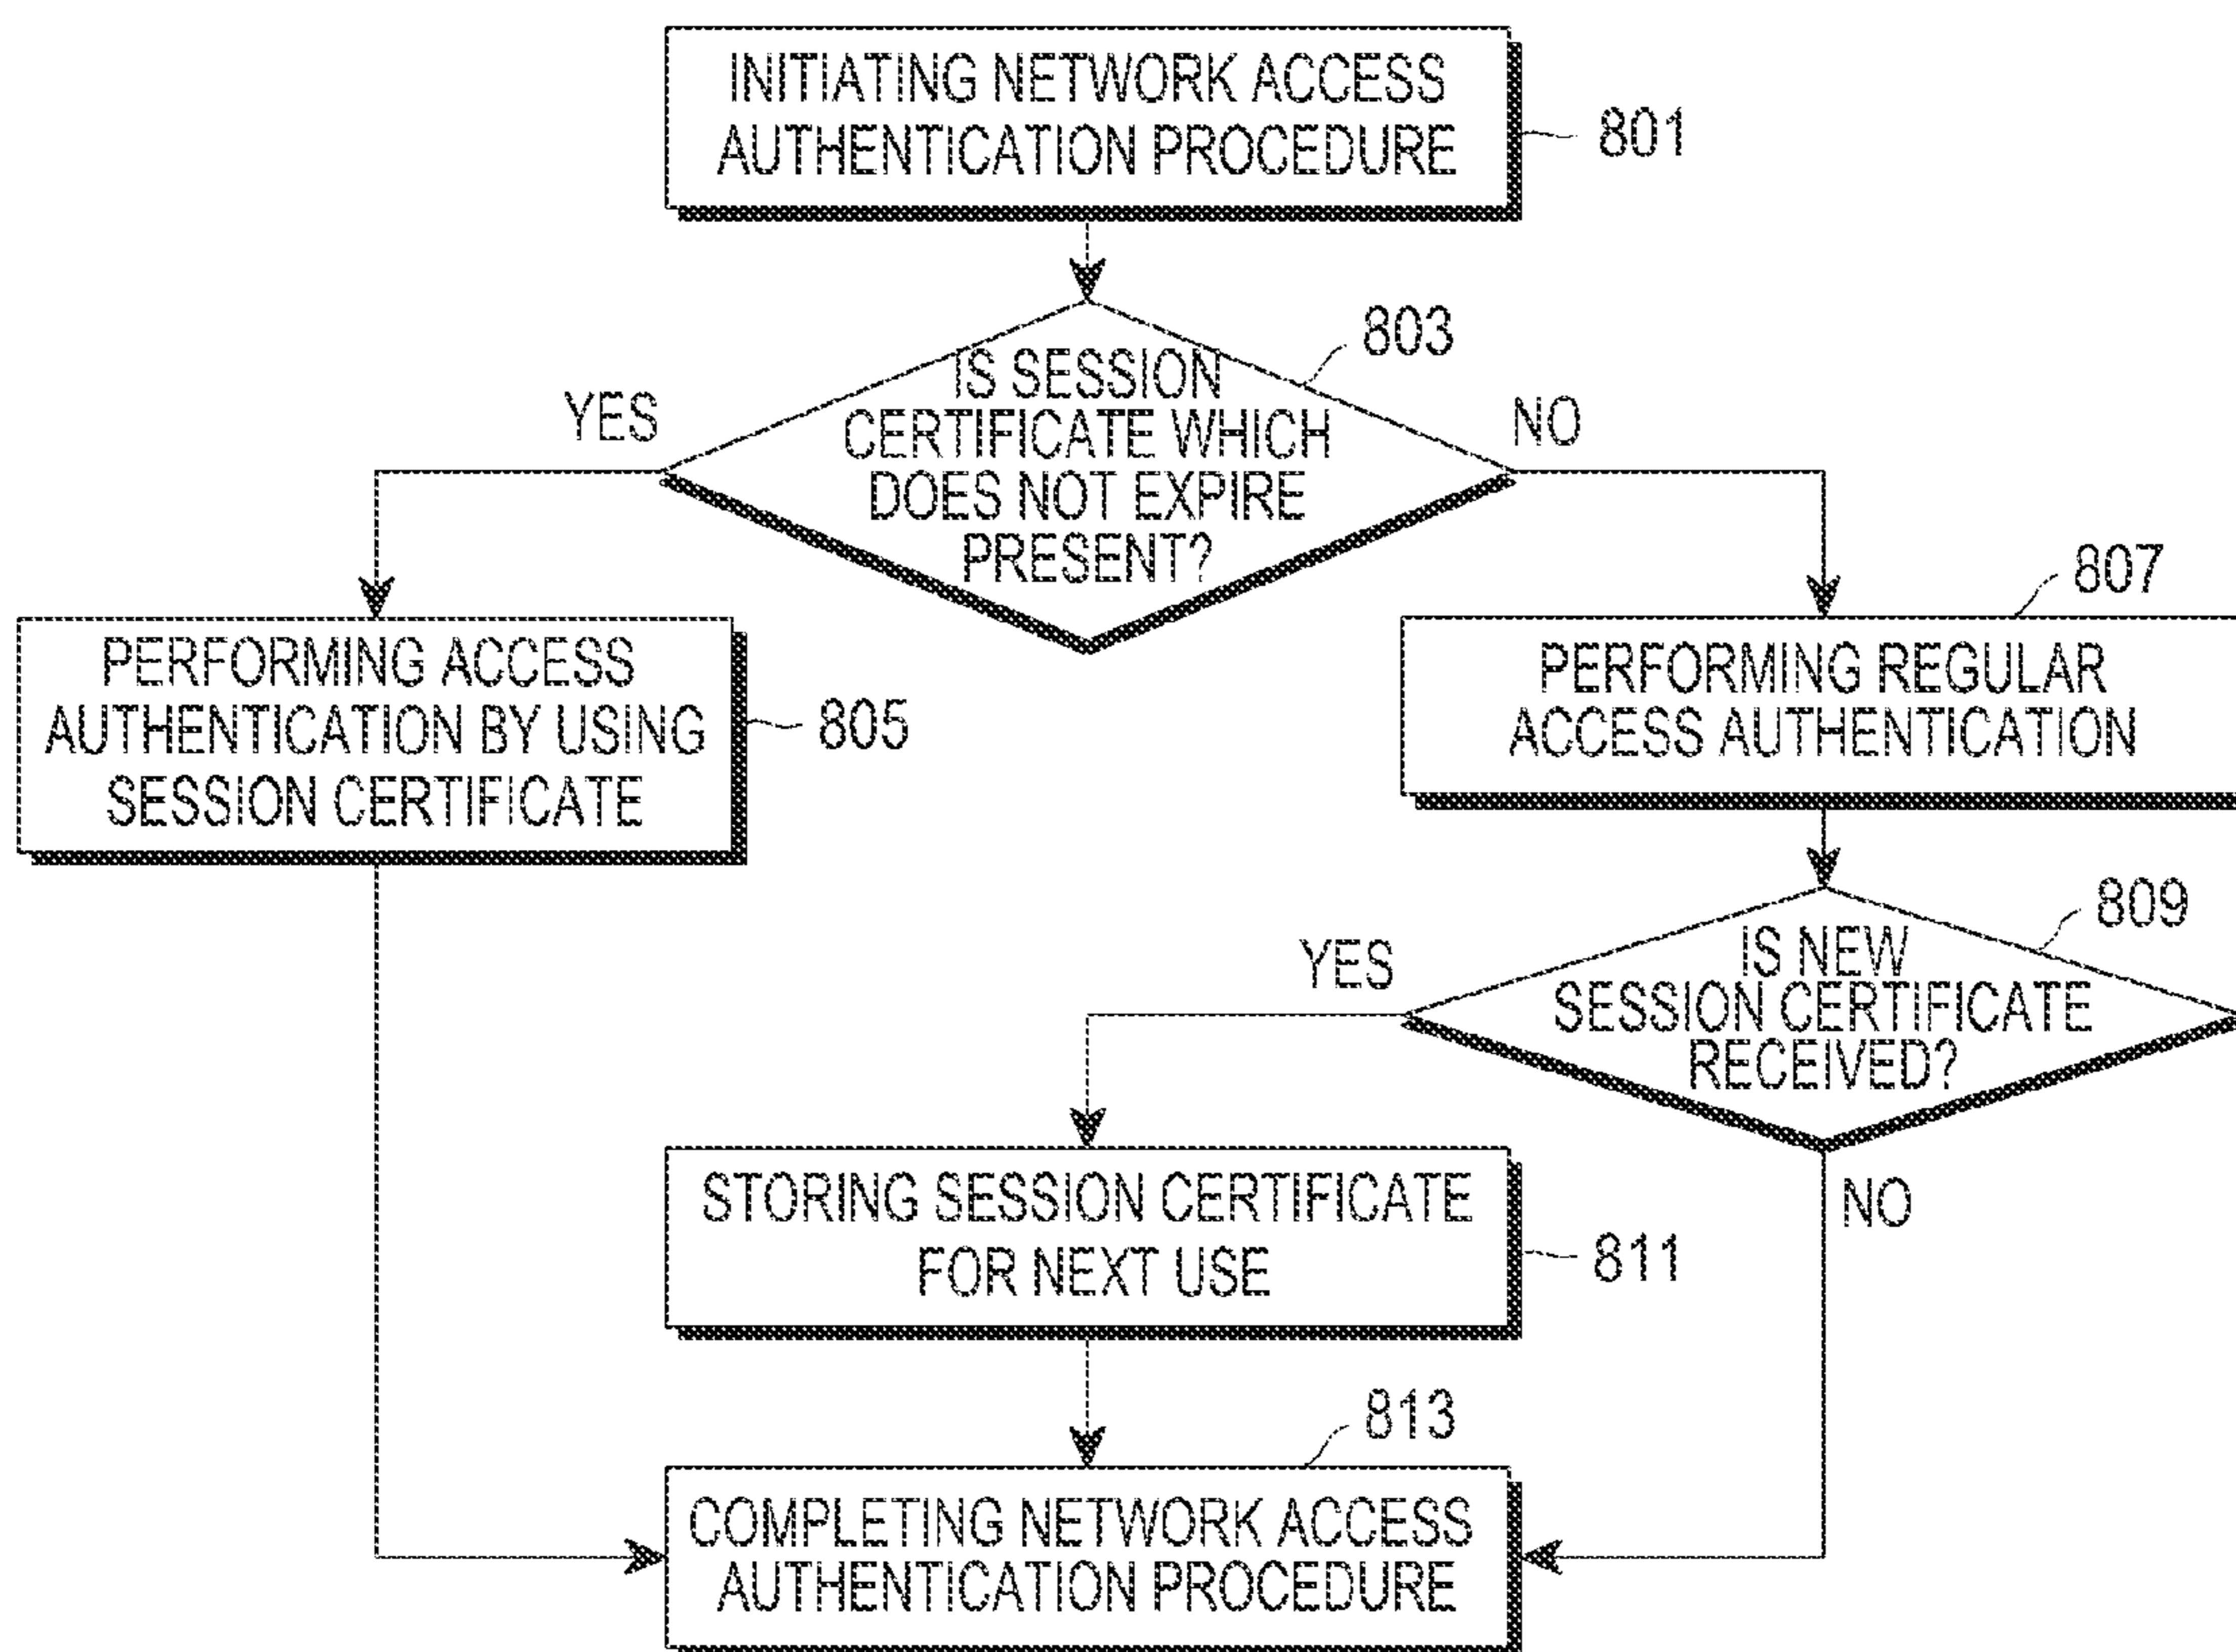 INITIATING NETWORK ACCESS
AUTHENTICATION PROCEDURE
801
803
IS SESSION
CERTIFICATE WHICH
DOES NOT EXPIRE
PRESENT?
YES
NO
PERFORMING ACCESS
AUTHENTICATION BY USING
SESSION CERTIFICATE
805
807
PERFORMING REGULAR
ACCESS AUTHENTICATION
809
IS NEW
SESSION CERTIFICATE
RECEIVED?
YES
NO
STORING SESSION CERTIFICATE
FOR NEXT USE
811
813
COMPLETING NETWORK ACCESS
AUTHENTICATION PROCEDURE